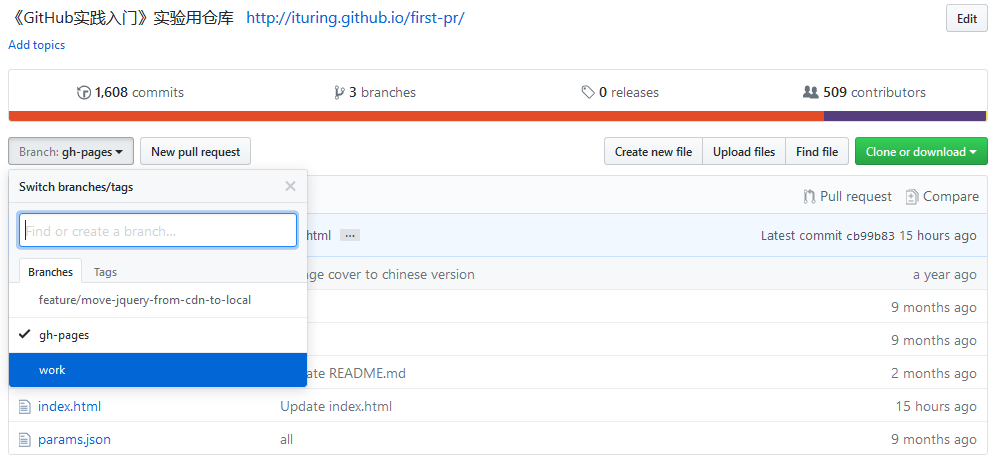 《GitHub实践入门》实验用仓库 http://ituring.github.io/first-pr/ Edit
Add topics
1,608 commits 3 branches 0 releases 509 contributors
Branch: gh-pages New pull request Create new file Upload files Find file Clone or download
Switch branches/tags
Pull request Compare
Find or create a branch...
html ... Latest commit cb99b83 15 hours ago
Branches Tags
nge cover to chinese version a year ago
feature/move-jquery-from-cdn-to-local
9 months ago
gh-pages
9 months ago
work
ate README.md 2 months ago
index.html Update index.html 15 hours ago
params.json all 9 months ago